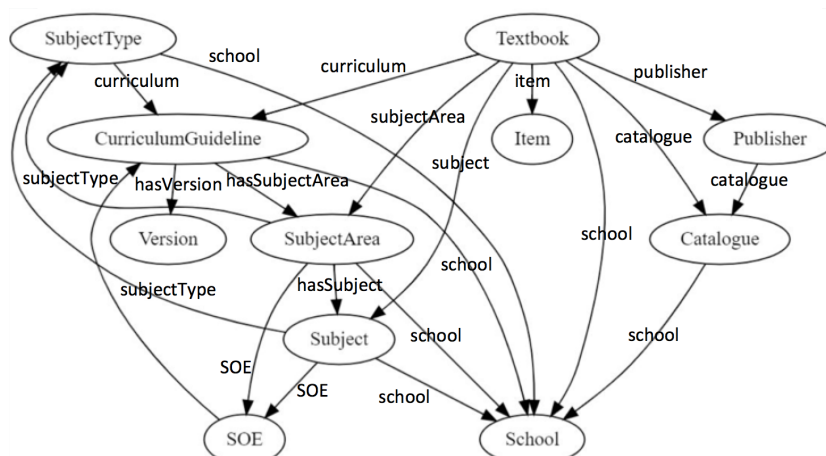 SubjectType
Textbook
school
curriculum
curriculum
item
publisher
subjectArea
CurriculumGuideline
Item
catalogue
Publisher
subject
subjectType
hasVersion
hasSubjectArea
catalogue
Version
SubjectArea
school
Catalogue
school
subjectType
hasSubject
school
school
Subject
SOE
SOE
school
SOE
School